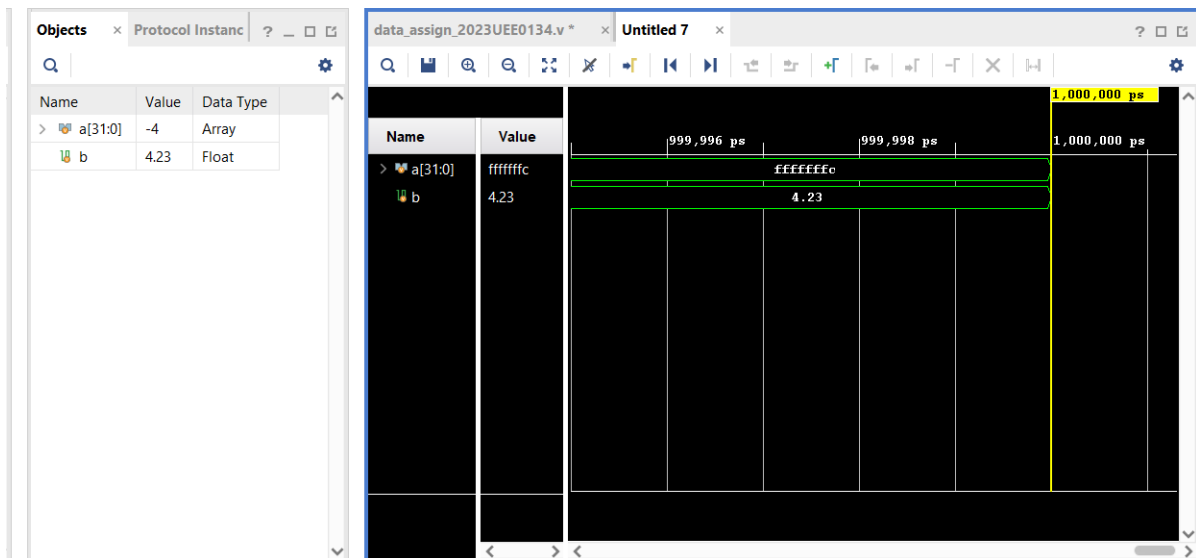 Objects × Protocol Instanc ? _
Name Value Data Type
> a[31:0] -4 Array
b 4.23 Float
data_assign_2023UEE0134.v * × Untitled 7 × ?
1,000,000 ps
Name Value
999,996 ps 999,998 ps 1,000,000 ps
> a[31:0] fffffffc fffffffc
b 4.23 4.23